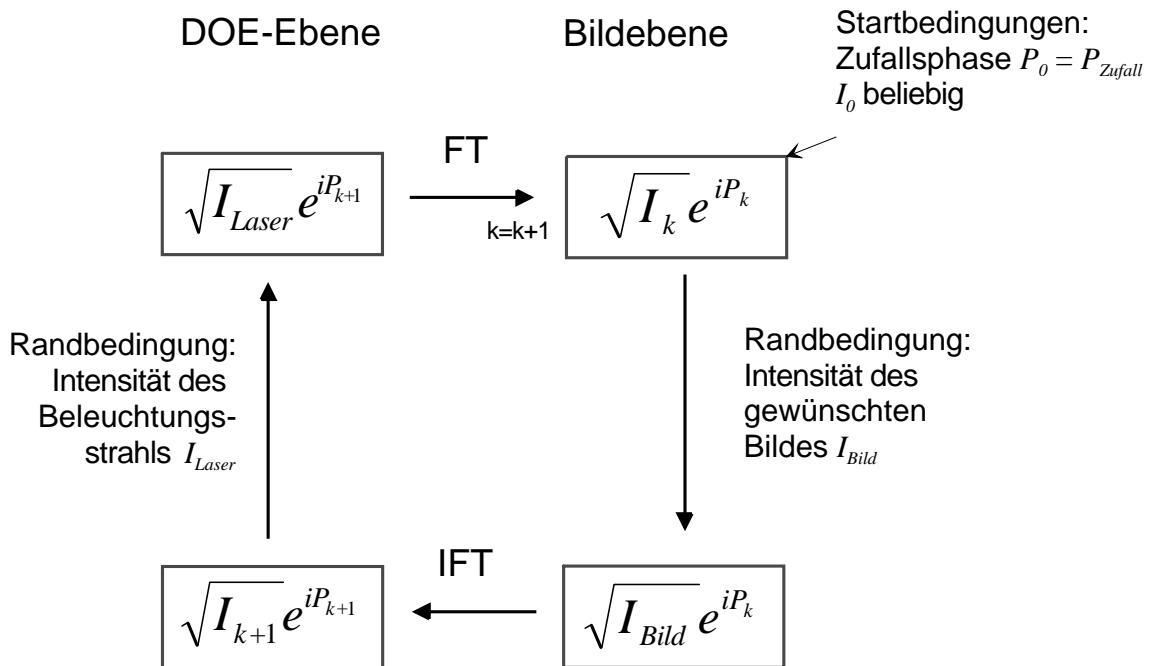 DOE-Ebene
Bildebene
Startbedingungen:
Zufallsphase P_0 = P_Zufall
I_0 beliebig
FT
√I_Laser e^{iP_{k+1}}
k=k+1
√I_k e^{iP_k}
Randbedingung:
Intensität des
Beleuchtungs-
strahls I_Laser
Randbedingung:
Intensität des
gewünschten
Bildes I_Bild
IFT
√I_{k+1} e^{iP_{k+1}}
√I_Bild e^{iP_k}